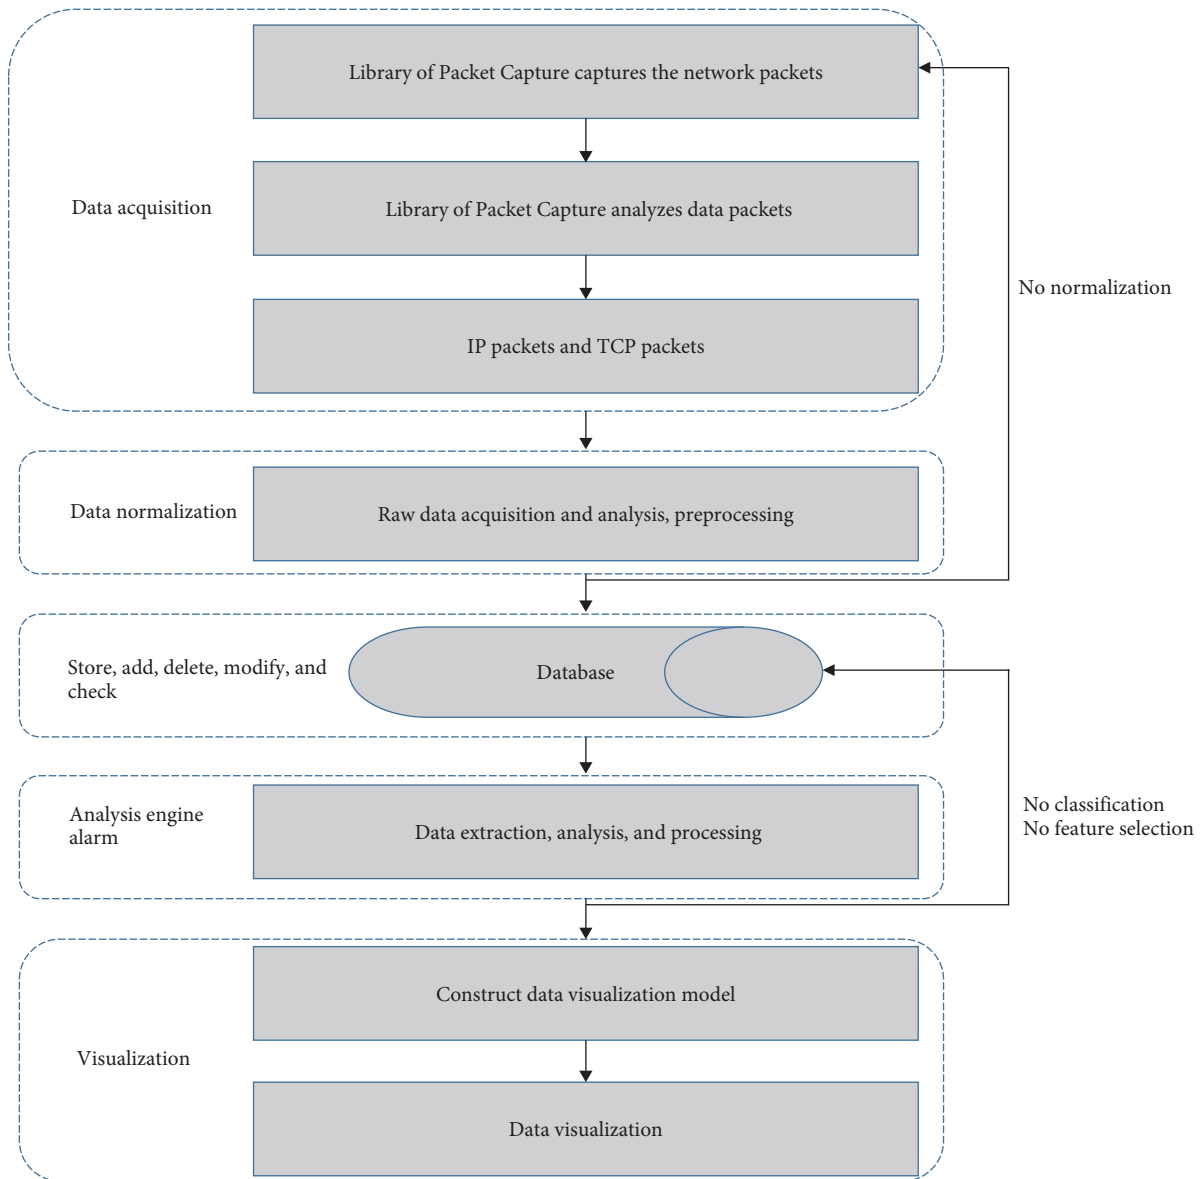 Library of Packet Capture captures the network packets
Data acquisition
Library of Packet Capture analyzes data packets
No normalization
IP packets and TCP packets
Data normalization
Raw data acquisition and analysis, preprocessing
Store, add, delete, modify, and
check
Database
Analysis engine
alarm
Data extraction, analysis, and processing
No classification
No feature selection
Construct data visualization model
Visualization
Data visualization